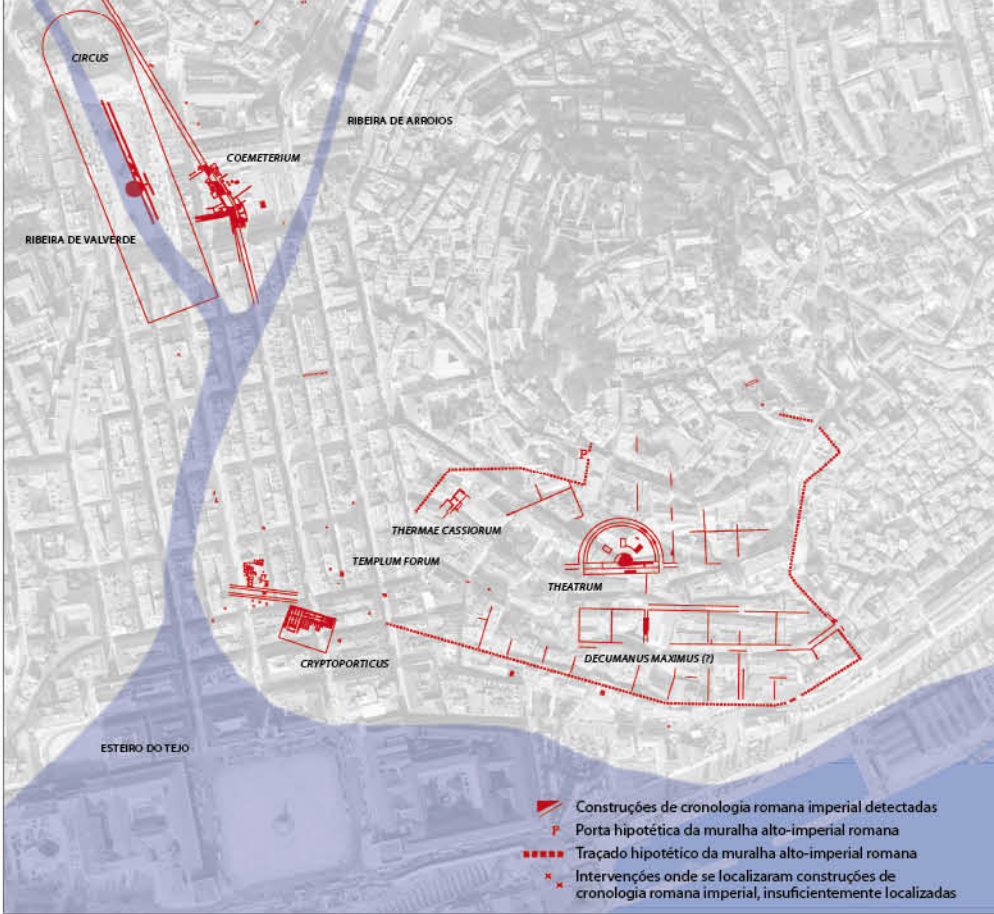 CIRCUS
RIBEIRA DE ARROIOS
COEMETERIUM
RIBEIRA DE VALVERDE
P
THERMAE CASSIORUM
TEMPLUM FORUM
THEATRUM
CRYPTOPORTICUS
DECUMANUS MAXIMUS (?)
ESTEIRO DO TEJO
Construções de cronologia romana imperial detectadas
P Porta hipotética da muralha alto-imperial romana
Traçado hipotético da muralha alto-imperial romana
Intervenções onde se localizaram construções de
cronologia romana imperial, insuficientemente localizadas